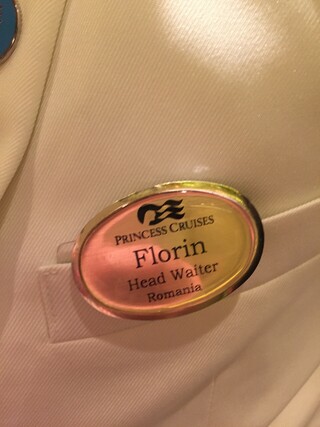 PRINCESS CRUISES
Florin
Head Waiter
Romania